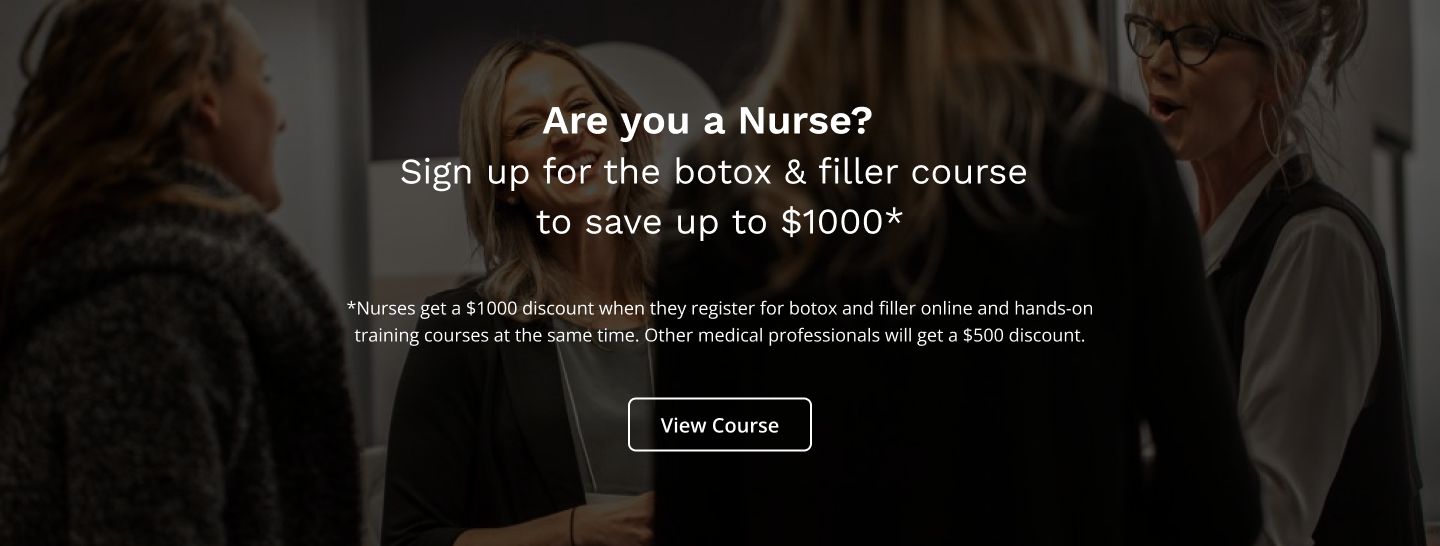 Are you a Nurse?
Sign up for the botox & filler course
to save up to $1000*
*Nurses get a $1000 discount when they register for botox and filler online and hands-on
training courses at the same time. Other medical professionals will get a $500 discount.
View Course